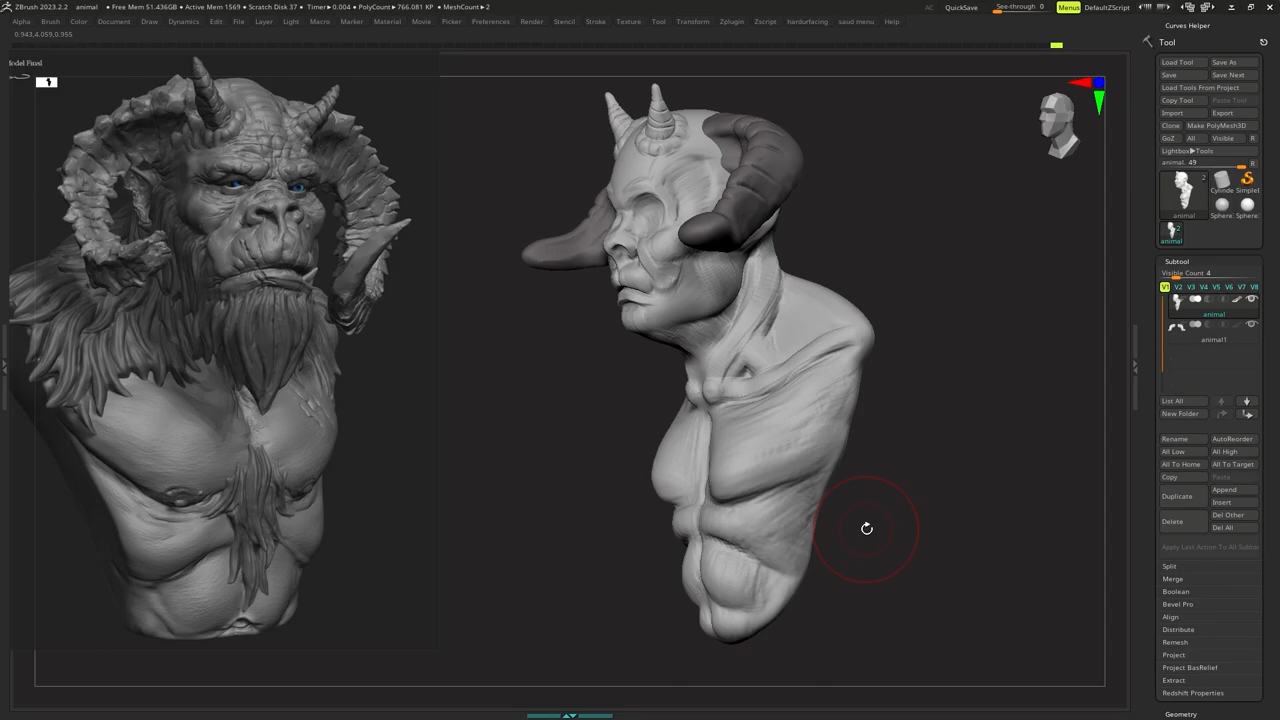 ZBrush 2023.2.2 animal • Free Mem 51.436GB • Active Mem 1569 • Scratch Disk 37 • Timer▸0.004 • PolyCount▸766.081 KP • MeshCount▸2 AC QuickSave See-through 0 Menus DefaultZScript
Alpha Brush Color Document Draw Dynamics Edit File Layer Light Macro Marker Material Movie Picker Preferences Render Stencil Stroke Texture Tool Transform Zplugin Zscript hardurfacing saud menu Help
0.943,4.059,0.955
odel Final
Curves Helper
Tool
Load Tool Save As
Save Save Next
Load Tools From Project
Copy Tool Paste Tool
Import Export
Clone Make PolyMesh3D
GoZ All Visible R
Lightbox▸Tools
animal. 49 R
2
Cylinde Simplel
animal Sphere. Sphere.
2
animal
Subtool
Visible Count 4
V1 V2 V3 V4 V5 V6 V7 V8
animal
animal1
List All
New Folder
Rename AutoReorder
All Low All High
All To Home All To Target
Copy Paste
Duplicate Append
Insert
Delete Del Other
Del All
Apply Last Action To All Subtoo
Split
Merge
Boolean
Bevel Pro
Align
Distribute
Remesh
Project
Project BasRelief
Extract
Redshift Properties
Geometry